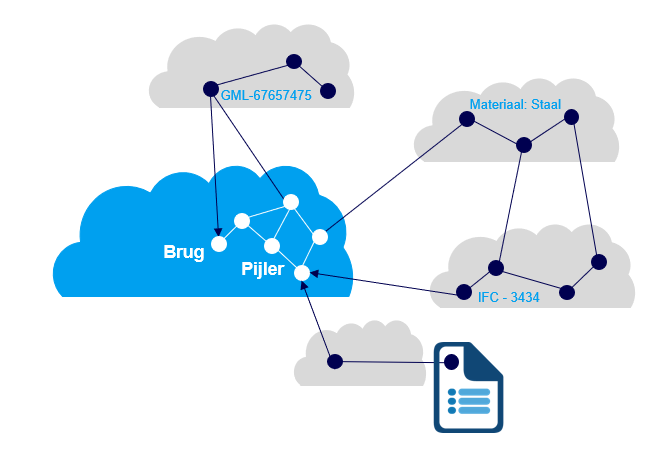 GML-67657475
Materiaal: Staal
Brug
Pijler
IFC - 3434